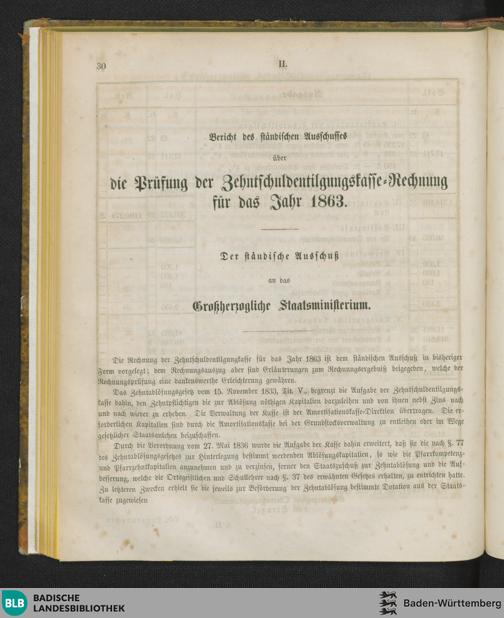 30
II.
Bericht des ständischen Ausschusses
über
die Prüfung der Zehntschuldentilgungskasse-Rechnung
für das Jahr 1863.
Der ständische Ausschuß
an das
Großherzogliche Staatsministerium.
Die Rechnung der Zehntschuldentilgungskasse für das Jahr 1863 ist dem ständischen Ausschuß in bisheriger
Form vorgelegt; dem Rechnungsauszug aber sind Erläuterungen zum Rechnungsergebniß beigegeben, welche der
Rechnungsprüfung eine dankenswerthe Erleichterung gewähren.
Das Zehntablösungsgesetz vom 15. November 1833, Tit. V., begrenzt die Aufgabe der Zehntschuldentilgungs-
kasse dahin, den Zehntpflichtigen die zur Ablösung nöthigen Kapitalien darzuleihen und von ihnen nebst Zins nach
und nach wieder zu erheben. Die Verwaltung der Kasse ist der Amortisationskasse-Direktion übertragen. Die er-
forderlichen Kapitalien sind durch die Amortisationskasse bei der Grundstocksverwaltung zu entleihen oder im Wege
gesetzlicher Staatsanlehen beizuschaffen.
Durch die Verordnung vom 27. Mai 1836 wurde die Aufgabe der Kasse dahin erweitert, daß sie die nach §. 77
des Zehntablösungsgesetzes zur Hinterlegung bestimmt werdenden Ablösungskapitalien, so wie die Pfarrkompetenz-
und Pfarrzehntkapitalien anzunehmen und zu verzinsen, ferner den Staatszuschuß zur Zehntablösung und die Auf-
besserung, welche die Ortsgeistlichen und Schullehrer nach §. 37 des erwähnten Gesetzes erhalten, zu entrichten hatte.
Zu letzteren Zwecken erhielt sie die jeweils zur Beförderung der Zehntablösung bestimmte Dotation aus der Staats-
kasse zugewiesen
BLB
BADISCHE
LANDESBIBLIOTHEK
Baden-Württemberg